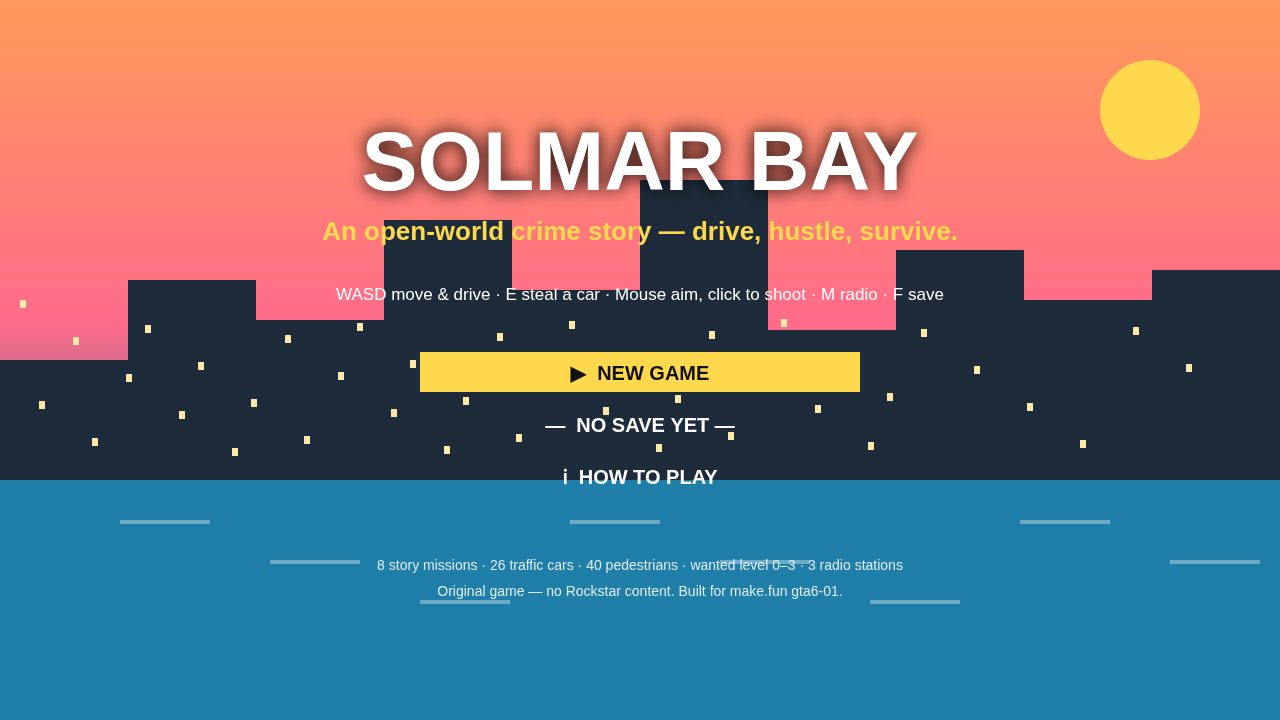 SOLMAR BAY
An open-world crime story — drive, hustle, survive.
WASD move & drive · E steal a car · Mouse aim, click to shoot · M radio · F save
▶ NEW GAME
— NO SAVE YET —
i HOW TO PLAY
8 story missions · 26 traffic cars · 40 pedestrians · wanted level 0–3 · 3 radio stations
Original game — no Rockstar content. Built for make.fun gta6-01.